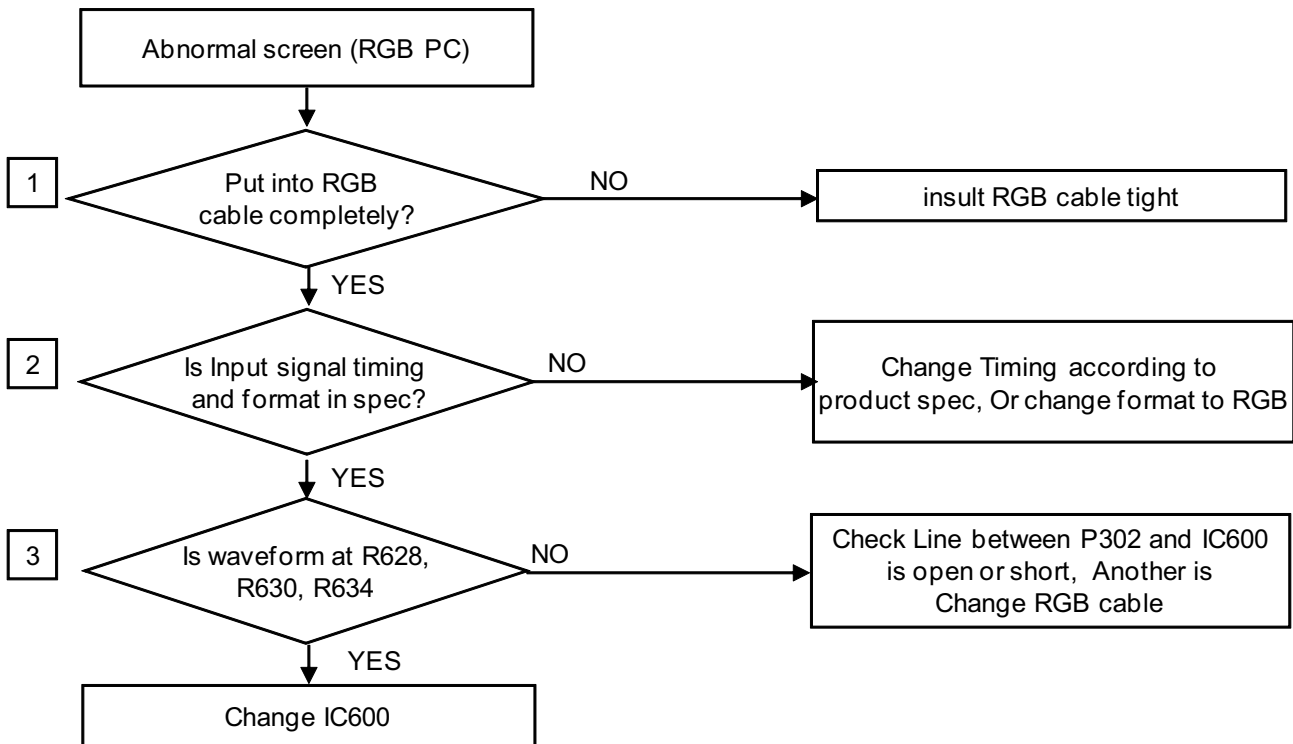 Abnormal screen (RGB PC)
1
Put into RGB
cable completely?
NO
insult RGB cable tight
YES
2
Is Input signal timing
and format in spec?
NO
Change Timing according to
product spec, Or change format to RGB
YES
3
Is waveform at R628,
R630, R634
NO
Check Line between P302 and IC600
is open or short, Another is
Change RGB cable
YES
Change IC600